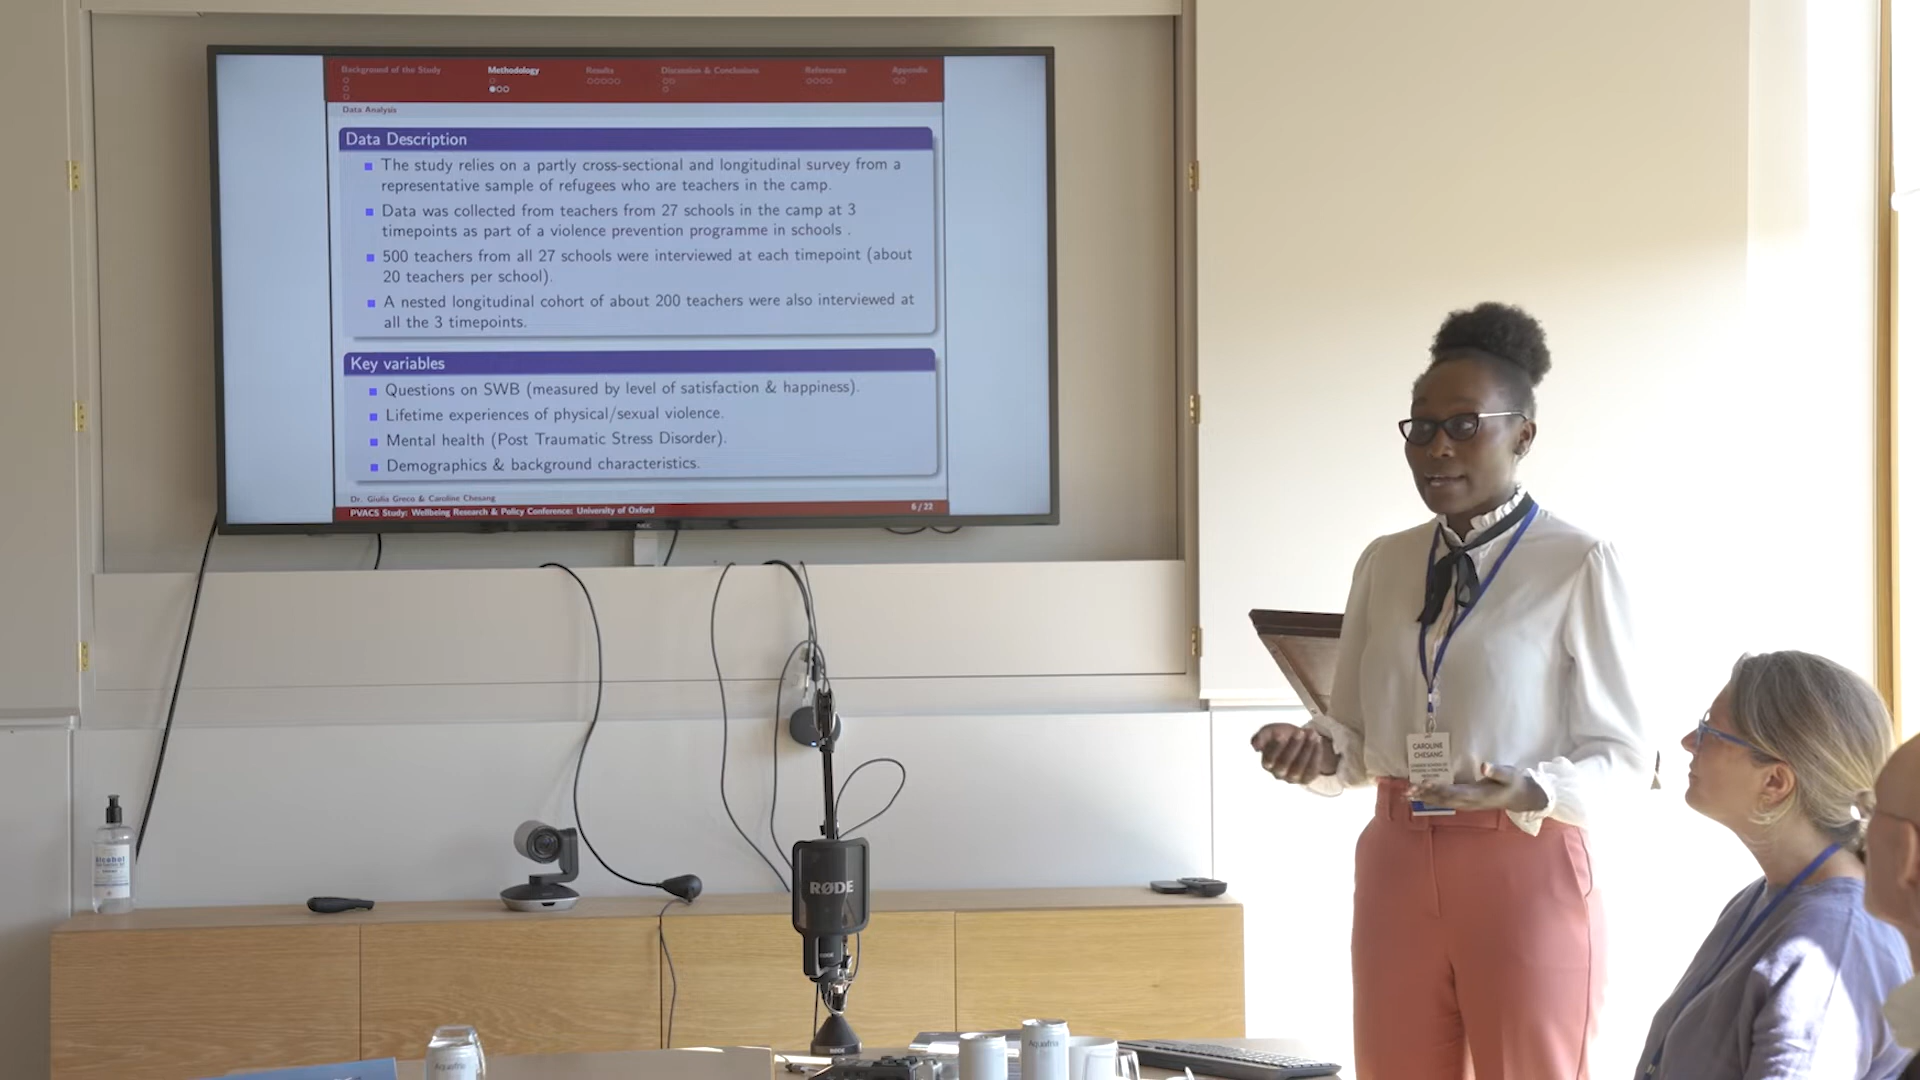 Background of the Study
Methodology
Results
Discussion & Conclusions
References
Appendix
Data Analysis
Data Description
The study relies on a partly cross-sectional and longitudinal survey from a
representative sample of refugees who are teachers in the camp.
Data was collected from teachers from 27 schools in the camp at 3
timepoints as part of a violence prevention programme in schools .
500 teachers from all 27 schools were interviewed at each timepoint (about
20 teachers per school).
A nested longitudinal cohort of about 200 teachers were also interviewed at
all the 3 timepoints.
Key variables
Questions on SWB (measured by level of satisfaction & happiness).
Lifetime experiences of physical/sexual violence.
Mental health (Post Traumatic Stress Disorder).
Demographics & background characteristics.
Dr. Giulia Greco & Caroline Chesang
PVACS Study: Wellbeing Research & Policy Conference: University of Oxford
6 / 22
NEC
CAROLINE
CHESANG
Alcohol
RØDE
RØDE
Aquafria
Aquafria